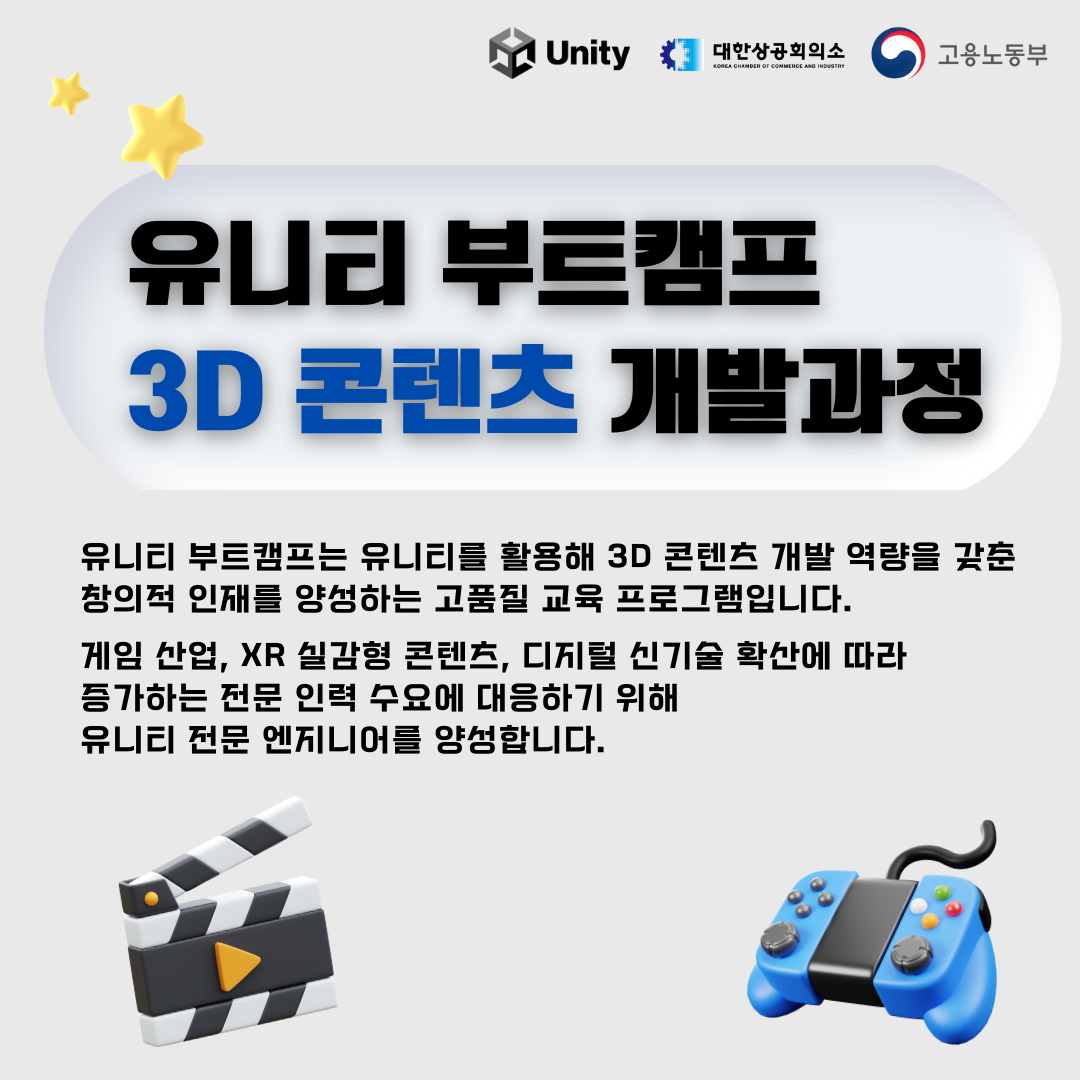 Unity
대한상공회의소
KOREA CHAMBER OF COMMERCE AND INDUSTRY
고용노동부
유니티 부트캠프
3D 콘텐츠 개발과정
유니티 부트캠프는 유니티를 활용해 3D 콘텐츠 개발 역량을 갖춘
창의적 인재를 양성하는 고품질 교육 프로그램입니다.
게임 산업, XR 실감형 콘텐츠, 디지털 신기술 확산에 따라
증가하는 전문 인력 수요에 대응하기 위해
유니티 전문 엔지니어를 양성합니다.